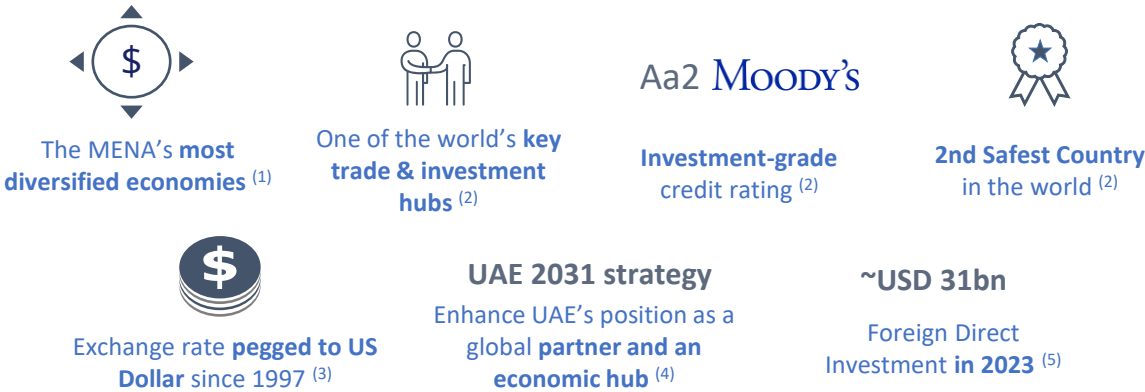 $
The MENA's most
diversified economies (1)
One of the world's key
trade & investment
hubs (2)
Aa2 MOODY'S
Investment-grade
credit rating (2)
2nd Safest Country
in the world (2)
$
Exchange rate pegged to US
Dollar since 1997 (3)
UAE 2031 strategy
Enhance UAE's position as a
global partner and an
economic hub (4)
~USD 31bn
Foreign Direct
Investment in 2023 (5)